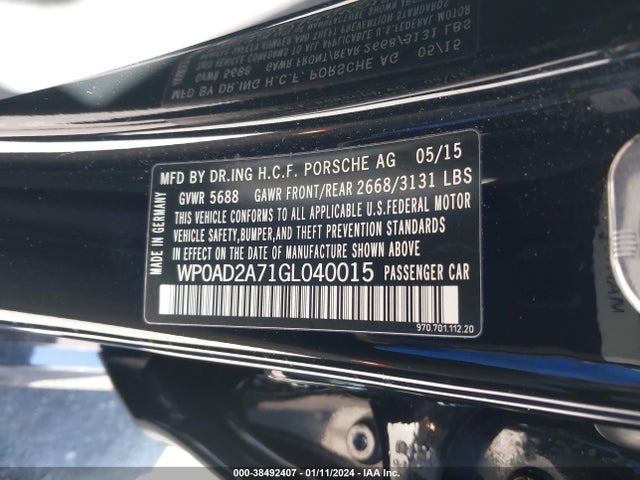 MFD BY DR.ING H.C.F. PORSCHE AG 05/15
GVWR 5688 GAWR FRONT/REAR 2668/3131 LBS
THIS VEHICLE CONFORMS TO ALL APPLICABLE U.S.FEDERAL MOTOR
VEHICLE SAFETY,BUMPER,AND THEFT PREVENTION STANDARDS
IN EFFECT ON THE DATE OF MANUFACTURE SHOWN ABOVE.
WP0AD2A71GL040015 PASSENGER CAR
MADE IN GERMANY
970.701.112.20
000-38492407 - 01/11/2024 - IAA Inc.